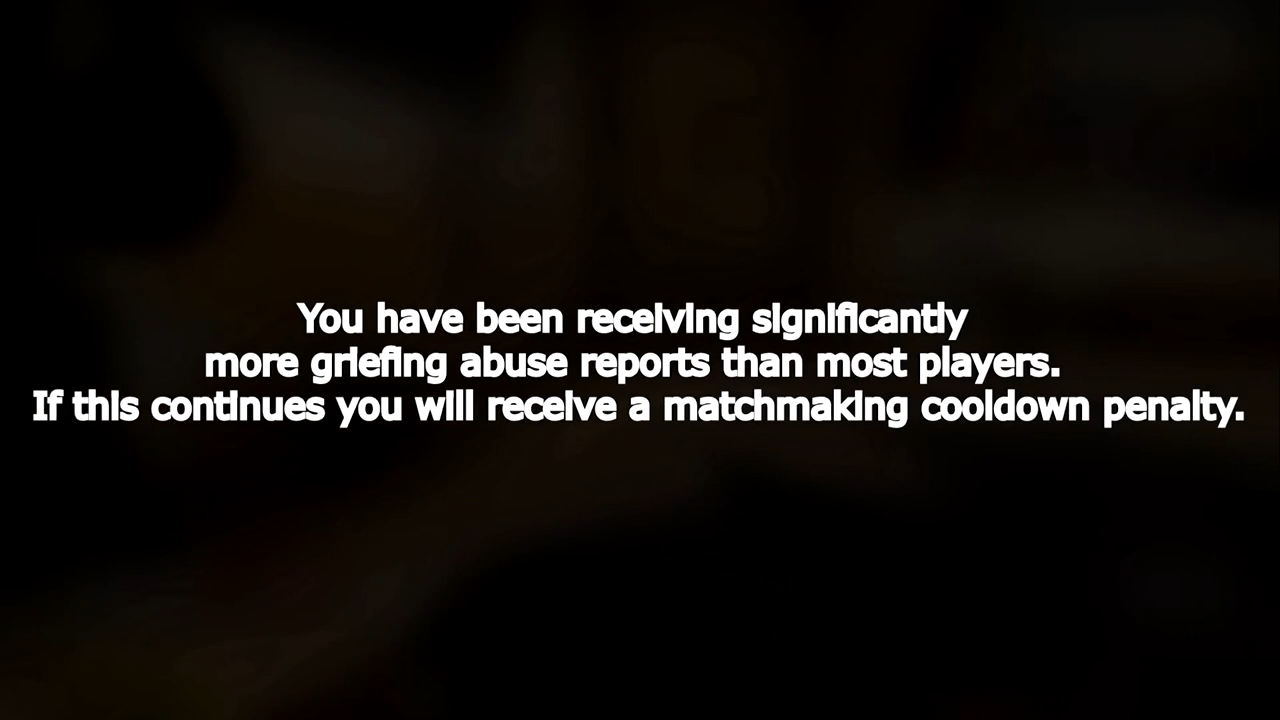 You have been receiving significantly
more griefing abuse reports than most players.
If this continues you will receive a matchmaking cooldown penalty.